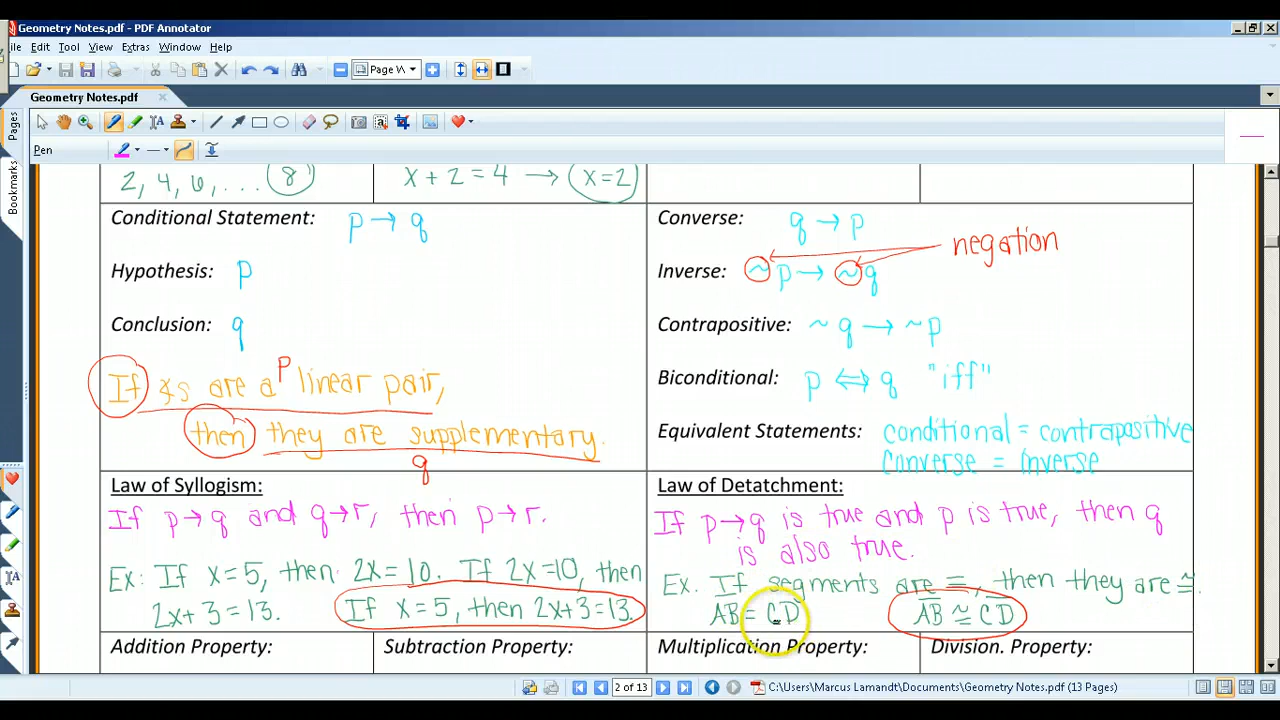 Geometry Notes.pdf - PDF Annotator
ile Edit Tool View Extras Window Help
Page W
Geometry Notes.pdf
Pages
Bookmarks
Pen
2, 4, 6, . . . 8
x + 2 = 4 → x=2
Conditional Statement: p → q
Hypothesis: p
Conclusion: q
If ∡s are a linear pair,
p
then they are supplementary.
q
Converse: q → p
negation
Inverse: ~p → ~q
Contrapositive: ~q → ~p
Biconditional: p ⟺ q "iff"
Equivalent Statements: conditional = contrapositive
converse = inverse
Law of Syllogism:
If p→q and q→r, then p→r.
Ex: If x=5, then 2x=10. If 2x=10, then
2x+3=13. If x=5, then 2x+3=13.
Law of Detatchment:
If p→q is true and p is true, then q
is also true.
Ex. If segments are =, then they are ≅.
AB = CD AB ≅ CD
Addition Property: Subtraction Property: Multiplication Property: Division. Property:
2 of 13
C:\Users\Marcus Lamandt\Documents\Geometry Notes.pdf (13 Pages)